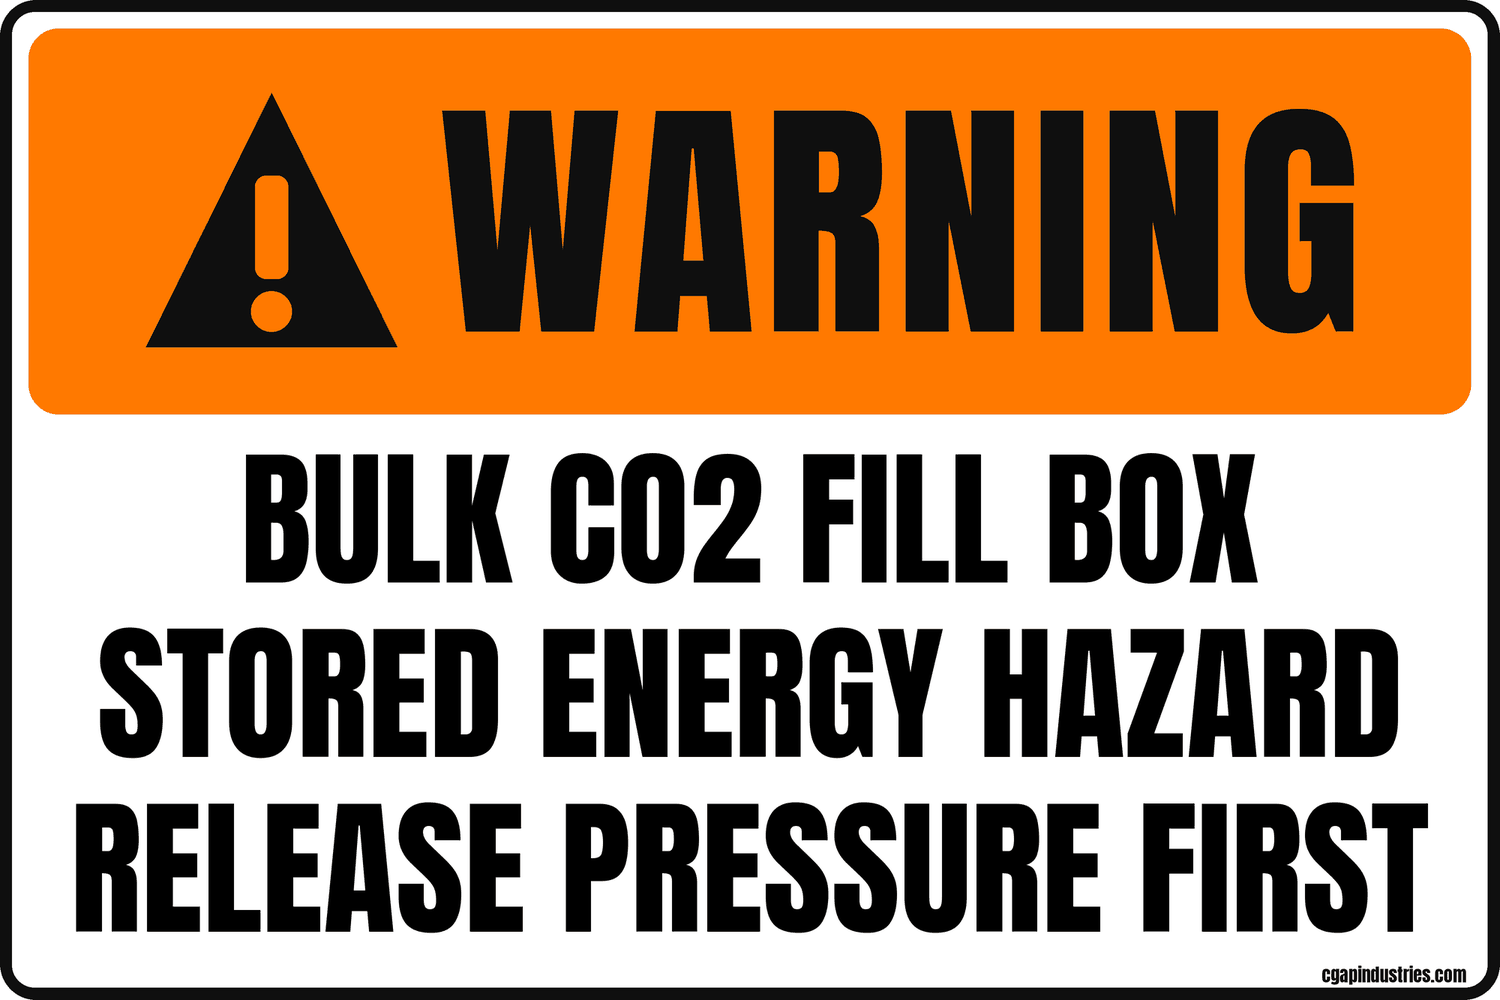 WARNING
BULK CO2 FILL BOX
STORED ENERGY HAZARD
RELEASE PRESSURE FIRST
cgapindustries.com